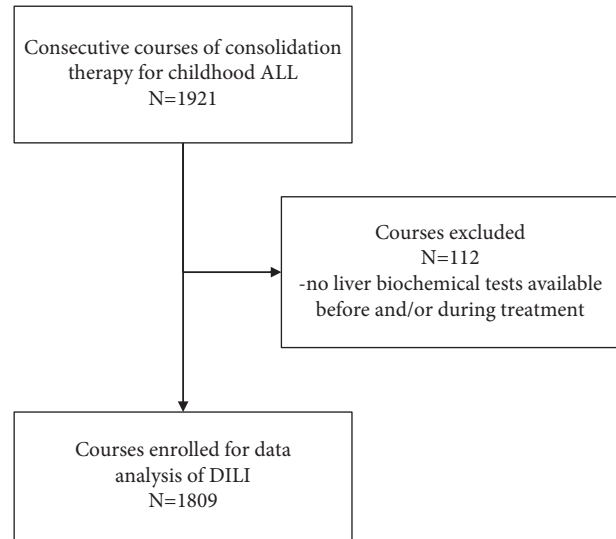 Consecutive courses of consolidation
therapy for childhood ALL
N=1921
Courses excluded
N=112
-no liver biochemical tests available
before and/or during treatment
Courses enrolled for data
analysis of DILI
N=1809